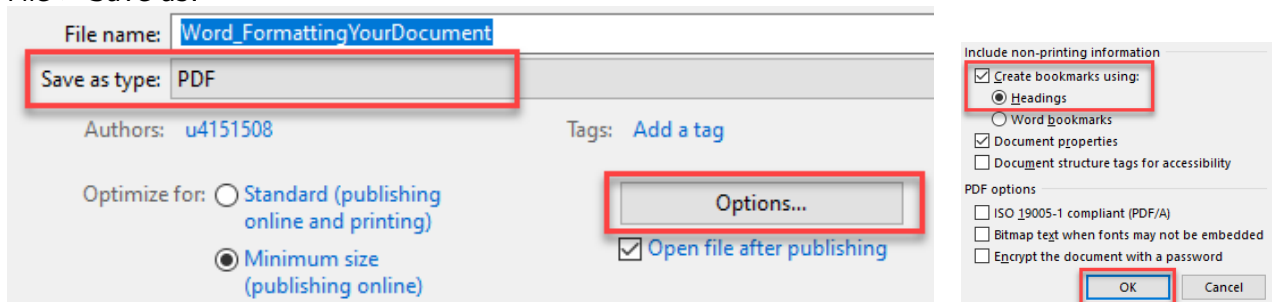 File name: Word_FormattingYourDocument
Save as type: PDF
Authors: u4151508 Tags: Add a tag
Optimize for: Standard (publishing
online and printing)
Minimum size
(publishing online)
Options...
Open file after publishing
Include non-printing information
Create bookmarks using:
Headings
Word bookmarks
Document properties
Document structure tags for accessibility
PDF options
ISO 19005-1 compliant (PDF/A)
Bitmap text when fonts may not be embedded
Encrypt the document with a password
OK Cancel